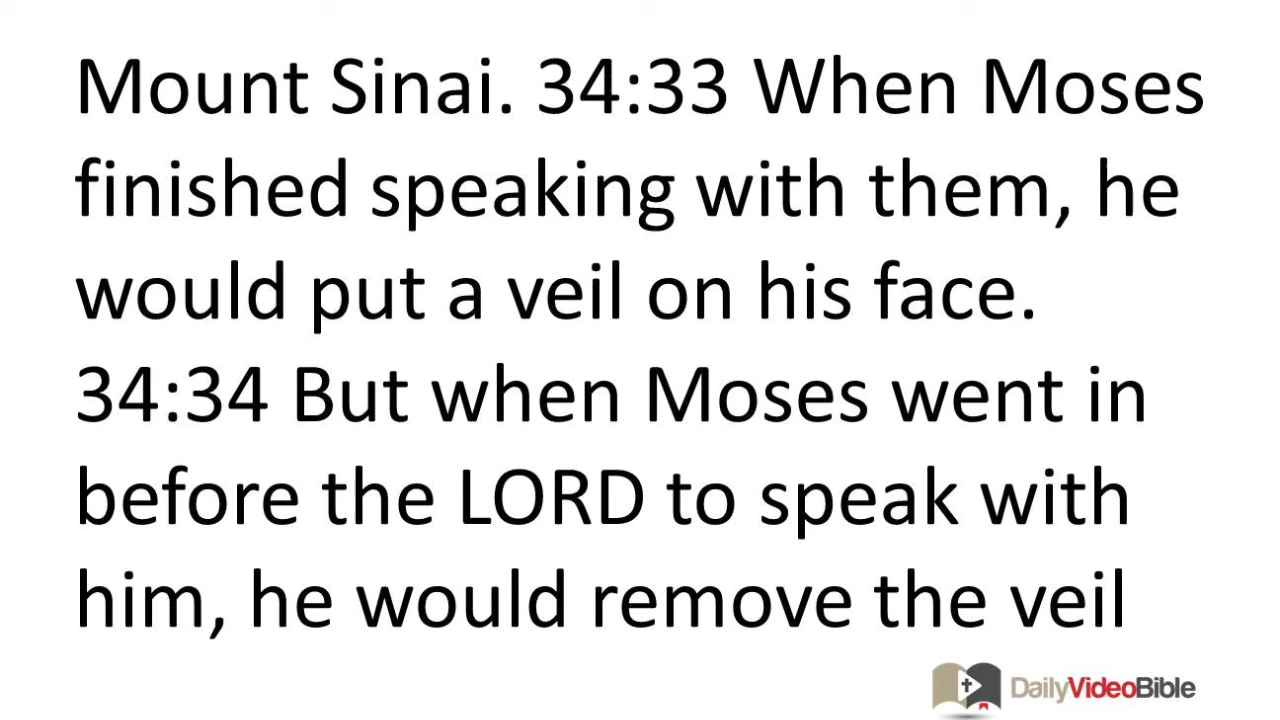 Mount Sinai. 34:33 When Moses
finished speaking with them, he
would put a veil on his face.
34:34 But when Moses went in
before the LORD to speak with
him, he would remove the veil
DailyVideoBible